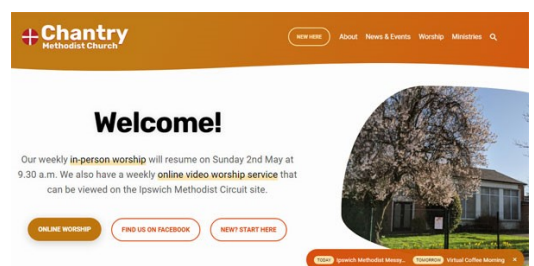 Chantry
Methodist Church
NEW HERE
About
News & Events
Worship
Ministries
Welcome!
Our weekly in-person worship will resume on Sunday 2nd May at
9.30 a.m. We also have a weekly online video worship service that
can be viewed on the Ipswich Methodist Circuit site.
ONLINE WORSHIP
FIND US ON FACEBOOK
NEW? START HERE
TODAY Ipswich Methodist Messy... TOMORROW Virtual Coffee Morning ×